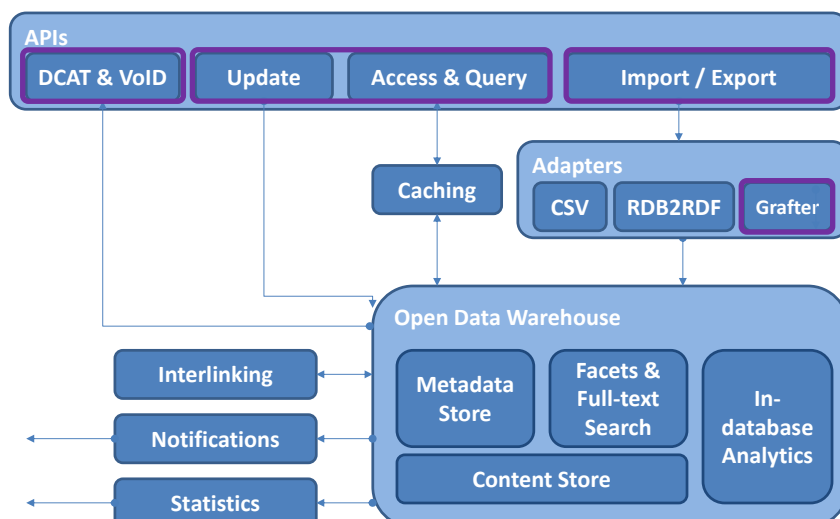 APIs
DCAT & VoID
Update
Access & Query
Import / Export
Caching
Adapters
CSV
RDB2RDF
Grafter
Open Data Warehouse
Interlinking
Metadata
Store
Facets &
Full-text
Search
In-
database
Analytics
Notifications
Content Store
Statistics